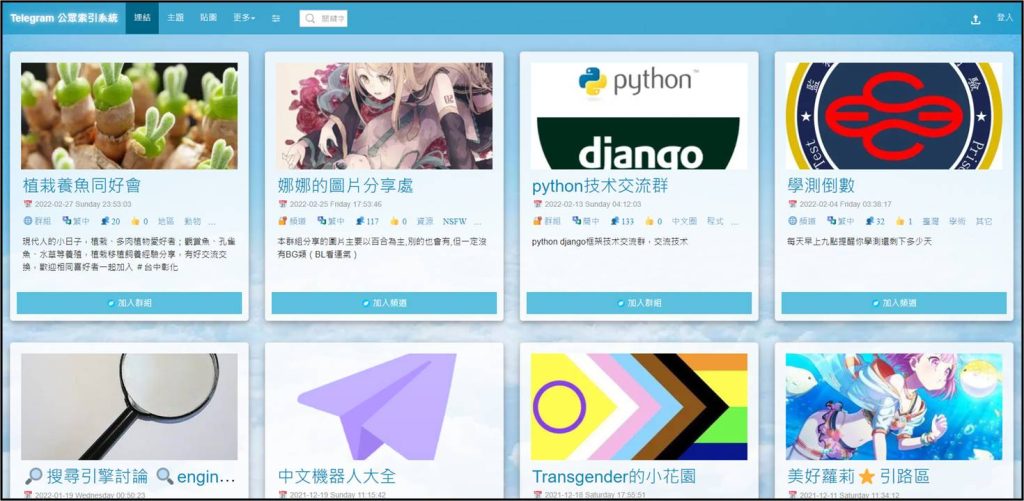 Telegram 公眾索引系統 連結 主題 貼圖 更多 關鍵字 登入
python
django
植栽養魚同好會
2022-02-27 Sunday 23:53:03
群組 繁中 20 0 地區 動物 ...
現代人的小日子，植栽、多肉植物愛好者；觀賞魚、孔雀
魚、水草等養殖，植栽移植飼養經驗分享，有好交流交
換，歡迎相同喜好者一起加入 # 台中彰化
加入群組
娜娜的圖片分享處
2022-02-25 Friday 17:53:46
頻道 繁中 117 0 資源 NSFW ...
本群組分享的圖片主要以百合為主,別的也會有,但一定沒
有BG類（BL看運氣）
加入頻道
python技术交流群
2022-02-13 Sunday 04:12:03
群組 簡中 133 0 中文圈 程式 ...
python django框架技术交流群，交流技术
加入群組
學測倒數
2022-02-04 Friday 03:38:17
頻道 繁中 32 1 臺灣 學術 其它
每天早上九點提醒你學測還剩下多少天
加入頻道
搜尋引擎討論 engin…
2022-01-19 Wednesday 00:50:23
中文機器人大全
2021-12-19 Sunday 11:15:42
Transgender的小花園
2021-12-18 Saturday 17:55:51
美好蘿莉⭐引路區
2021-12-11 Saturday 11:34:12